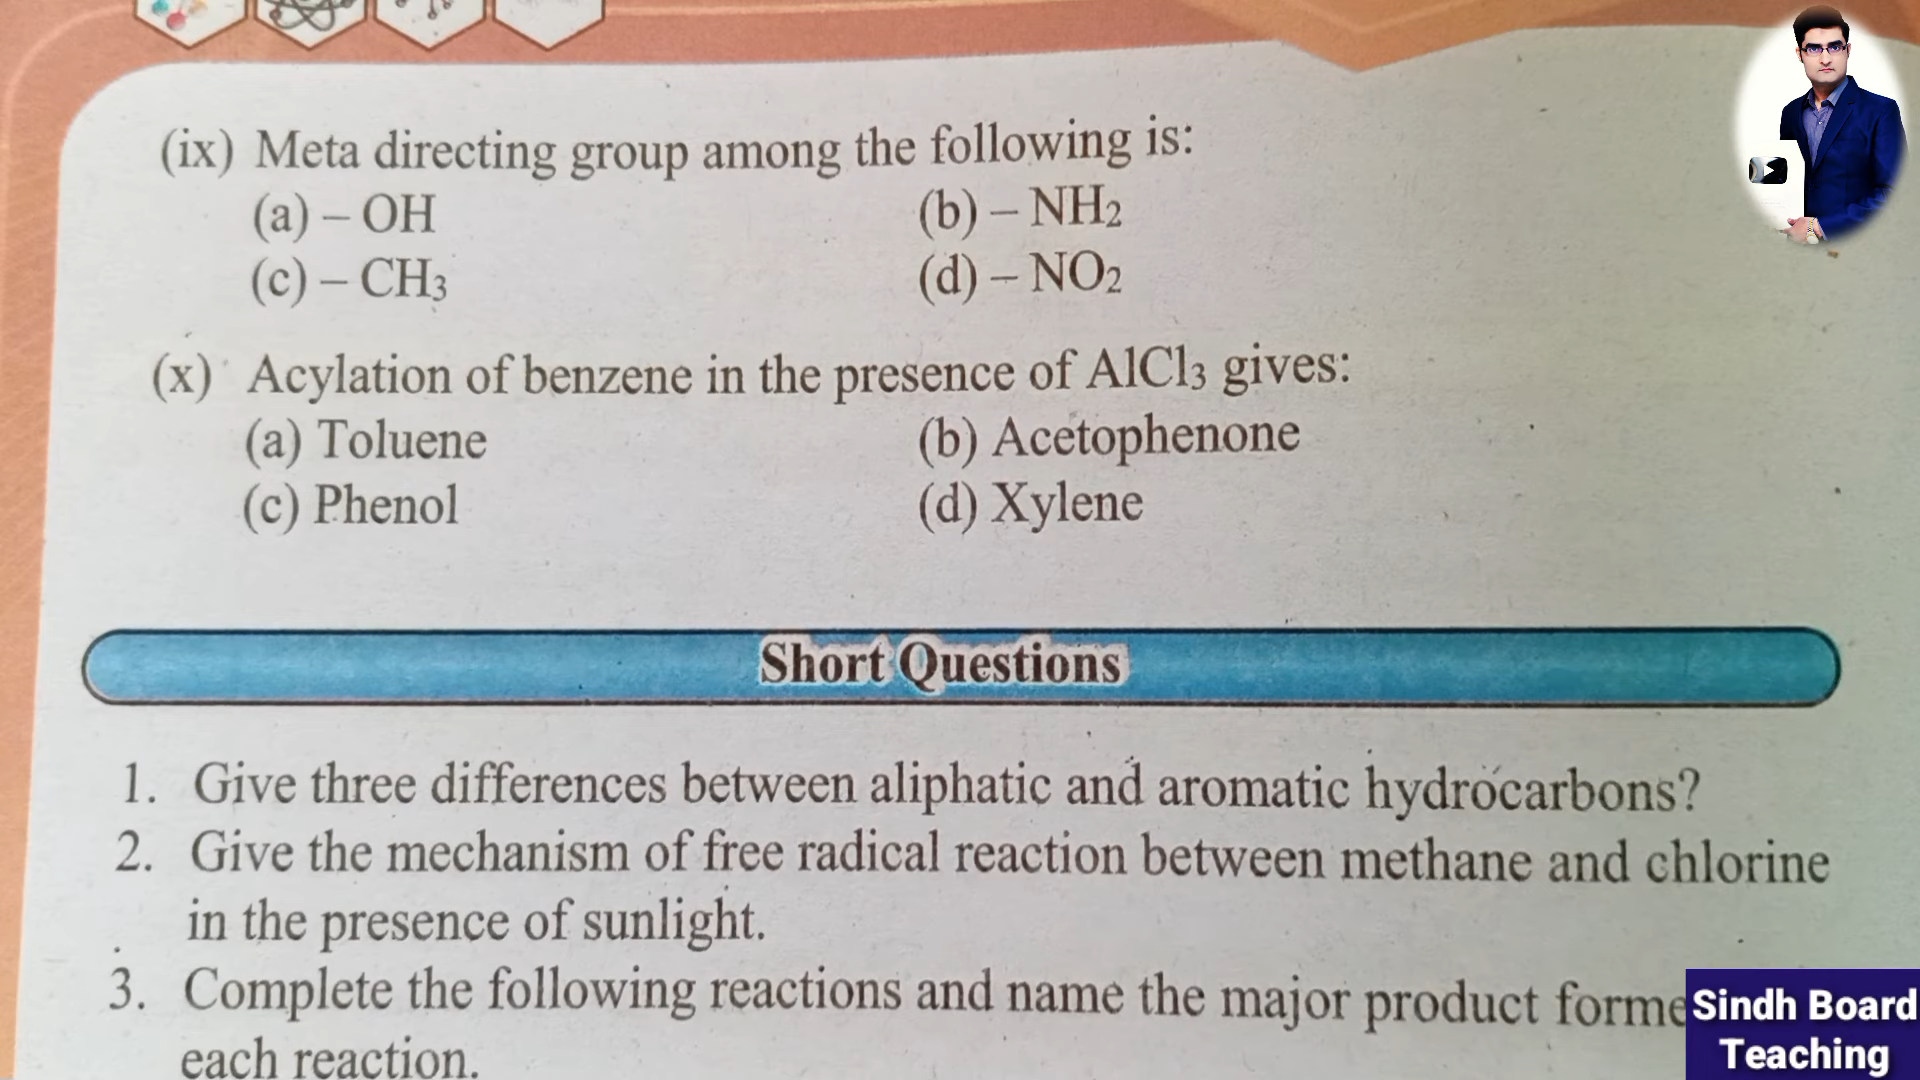 (ix) Meta directing group among the following is:
(a) – OH (b) – NH2
(c) – CH3 (d) – NO2
(x) Acylation of benzene in the presence of AlCl3 gives:
(a) Toluene (b) Acetophenone
(c) Phenol (d) Xylene
Short Questions
1. Give three differences between aliphatic and aromatic hydrocarbons?
2. Give the mechanism of free radical reaction between methane and chlorine
in the presence of sunlight.
3. Complete the following reactions and name the major product forme
each reaction.
Sindh Board
Teaching